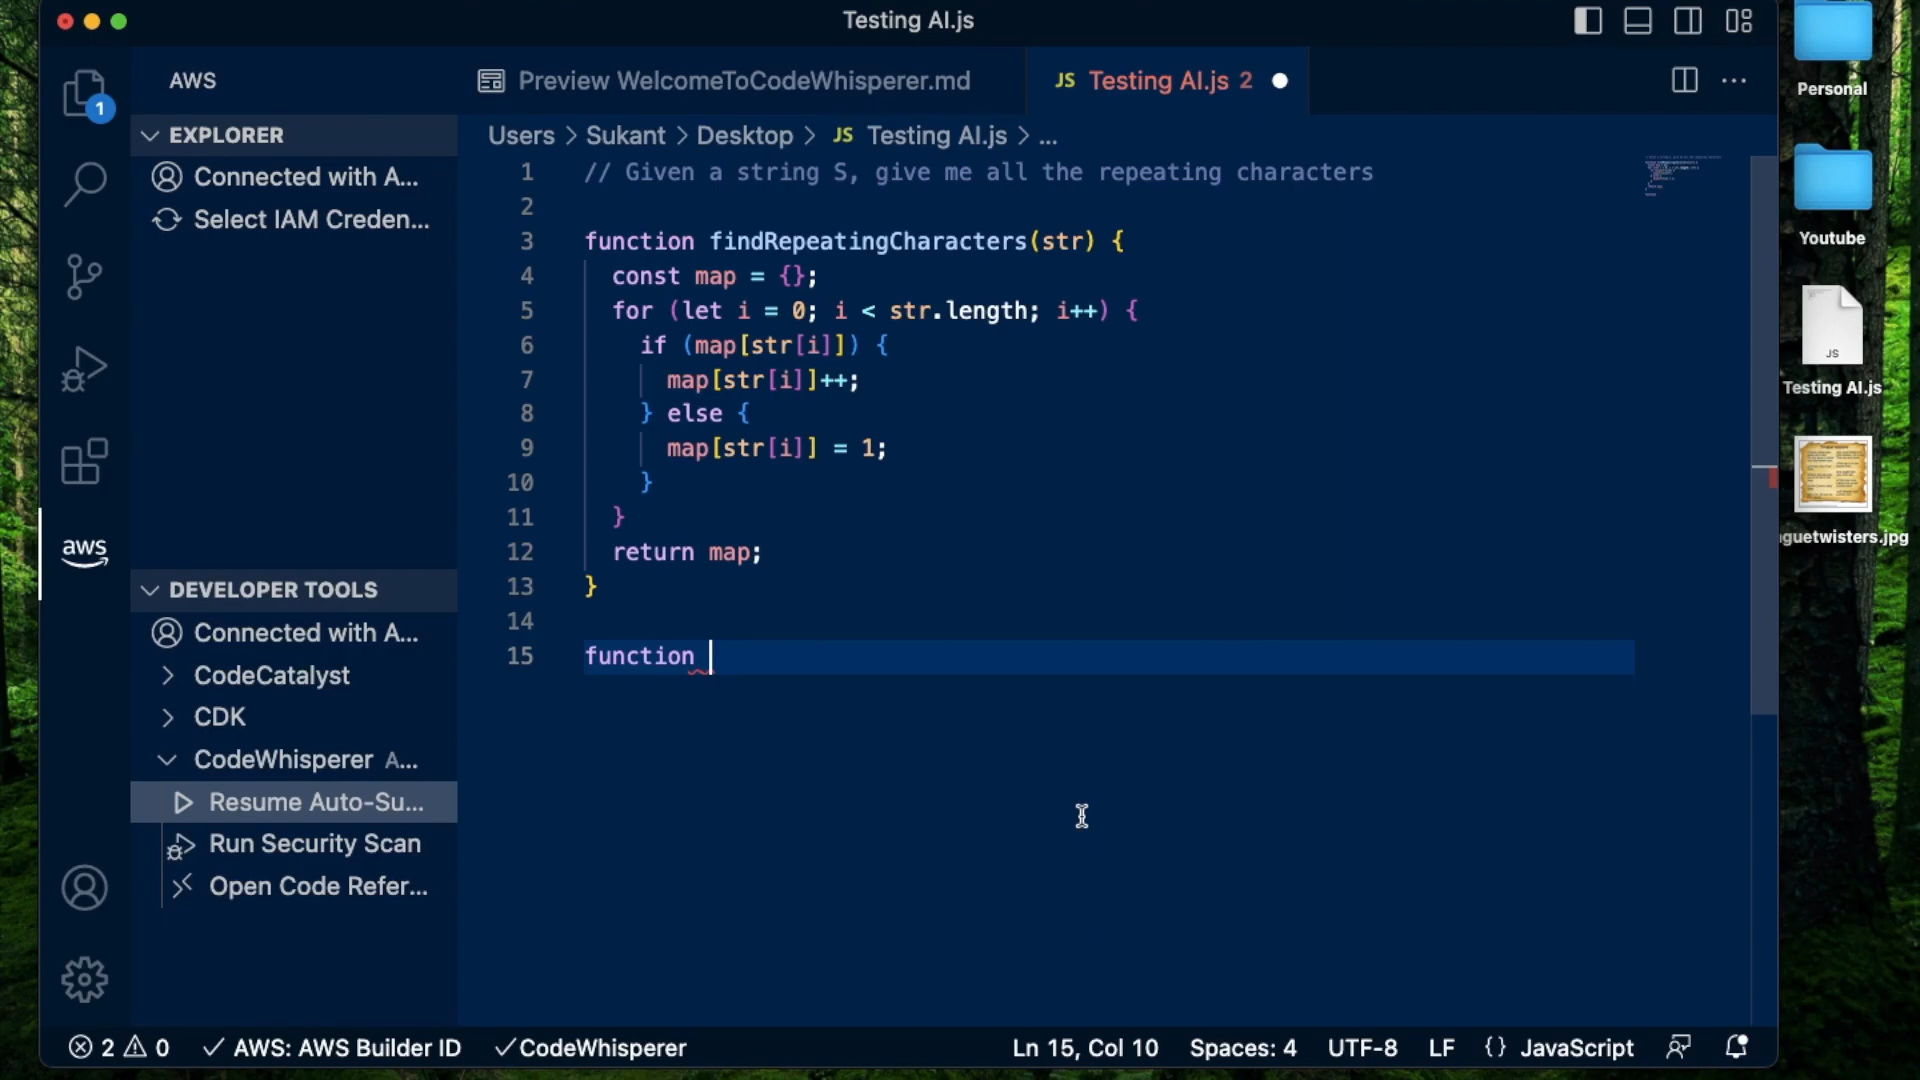 Testing AI.js
AWS
Preview WelcomeToCodeWhisperer.md
JS Testing AI.js 2
1
EXPLORER
Connected with A...
Select IAM Creden...
aws
DEVELOPER TOOLS
Connected with A...
CodeCatalyst
CDK
CodeWhisperer A...
Resume Auto-Su...
Run Security Scan
Open Code Refer...
Users > Sukant > Desktop > JS Testing AI.js > ...
1 // Given a string S, give me all the repeating characters
2
3 function findRepeatingCharacters(str) {
4 const map = {};
5 for (let i = 0; i < str.length; i++) {
6 if (map[str[i]]) {
7 map[str[i]]++;
8 } else {
9 map[str[i]] = 1;
10 }
11 }
12 return map;
13 }
14
15 function
2 0 AWS: AWS Builder ID CodeWhisperer Ln 15, Col 10 Spaces: 4 UTF-8 LF {} JavaScript
Personal
Youtube
JS
Testing AI.js
guetwisters.jpg